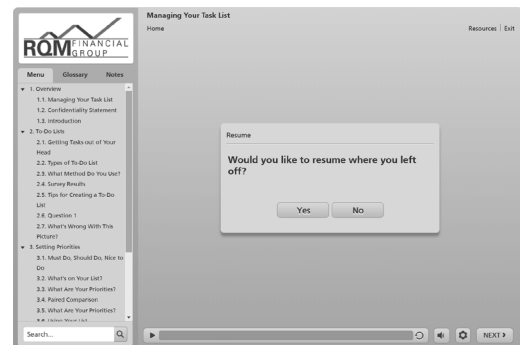 RQM FINANCIAL
GROUP
Menu Glossary Notes
1. Overview
1.1. Managing Your Task List
1.2. Confidentiality Statement
1.3. Introduction
2. To-Do Lists
2.1. Getting Tasks out of Your
Head
2.2. Types of To-Do List
2.3. What Method Do You Use?
2.4. Survey Results
2.5. Tips for Creating a To-Do
List
2.6. Question 1
2.7. What's Wrong With This
Picture?
3. Setting Priorities
3.1. Must Do, Should Do, Nice to
Do
3.2. What's on Your List?
3.3. What Are Your Priorities?
3.4. Paired Comparison
3.5. What Are Your Priorities?
3.6. Using Your List
Search...
Managing Your Task List
Home
Resources | Exit
Resume
Would you like to resume where you left
off?
Yes No
NEXT